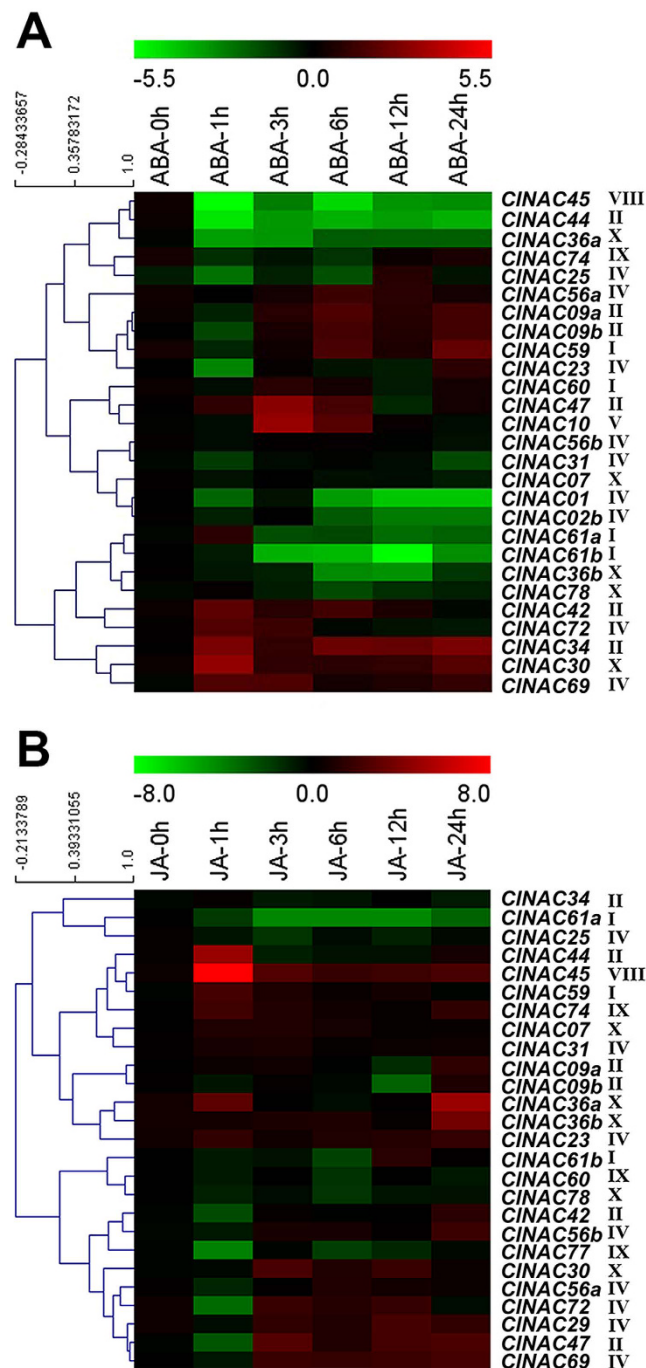 A
-5.5 0.0 5.5
-0.28433657 0.35783172 1.0
ABA-0h ABA-1h ABA-3h ABA-6h ABA-12h ABA-24h
ClNAC45 VIII
ClNAC44 II
ClNAC36a X
ClNAC74 IX
ClNAC25 IV
ClNAC56a IV
ClNAC09a II
ClNAC09b II
ClNAC59 I
ClNAC23 IV
ClNAC60 I
ClNAC47 II
ClNAC10 V
ClNAC56b IV
ClNAC31 IV
ClNAC07 X
ClNAC01 IV
ClNAC02b IV
ClNAC61a I
ClNAC61b I
ClNAC36b X
ClNAC78 X
ClNAC42 II
ClNAC72 IV
ClNAC34 II
ClNAC30 X
ClNAC69 IV
B
-8.0 0.0 8.0
-0.2133789 0.39331055 1.0
JA-0h JA-1h JA-3h JA-6h JA-12h JA-24h
ClNAC34 II
ClNAC61a I
ClNAC25 IV
ClNAC44 II
ClNAC45 VIII
ClNAC59 I
ClNAC74 IX
ClNAC07 X
ClNAC31 IV
ClNAC09a II
ClNAC09b II
ClNAC36a X
ClNAC36b X
ClNAC23 IV
ClNAC61b I
ClNAC60 IX
ClNAC78 X
ClNAC42 II
ClNAC56b IV
ClNAC77 IX
ClNAC30 X
ClNAC56a IV
ClNAC72 IV
ClNAC29 IV
ClNAC47 II
ClNAC69 IV